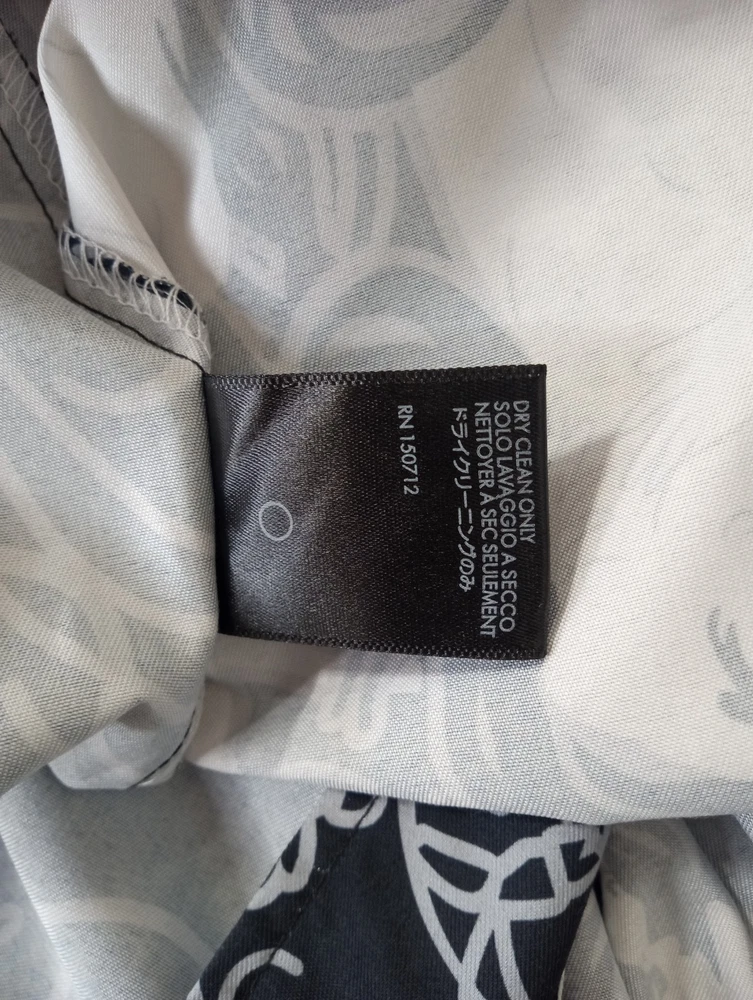 DRY CLEAN ONLY
SOLO LAVAGGIO A SECCO
NETTOYER À SEC SEULEMENT
ドライクリーニングのみ
RN 150712